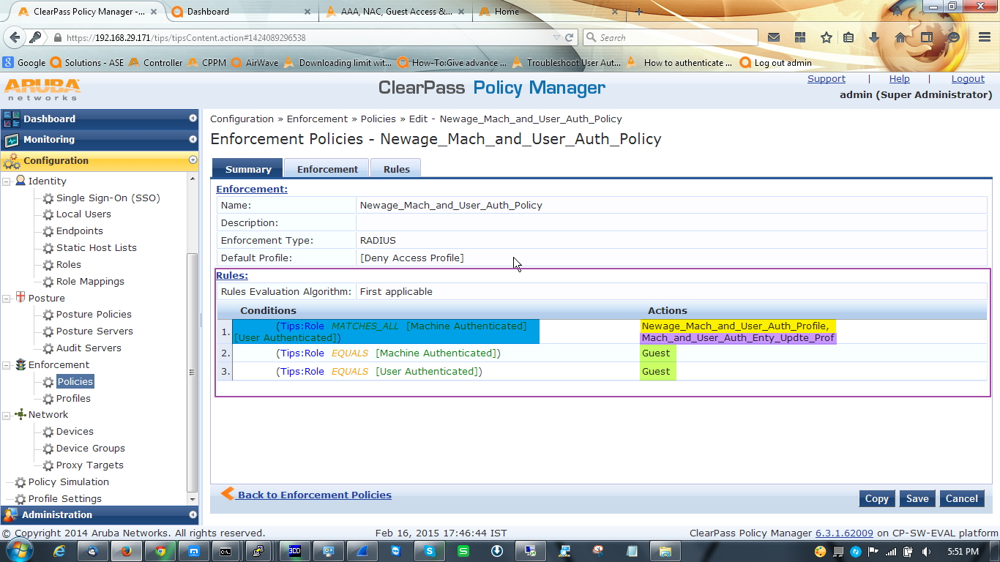 ClearPass Policy Manager -...
Dashboard
AAA, NAC, Guest Access &...
Home
https://192.168.29.171/tips/tipsContent.action#1424089296538
Search
Google
Solutions - ASE
Controller
CPPM
AirWave
Downloading limit wit...
How-To:Give advance ...
Troubleshoot User Aut...
How to authenticate ...
Log out admin
ARUBA
networks
ClearPass Policy Manager
Support | Help | Logout
admin (Super Administrator)
Dashboard
Monitoring
Configuration
Identity
Single Sign-On (SSO)
Local Users
Endpoints
Static Host Lists
Roles
Role Mappings
Posture
Posture Policies
Posture Servers
Audit Servers
Enforcement
Policies
Profiles
Network
Devices
Device Groups
Proxy Targets
Policy Simulation
Profile Settings
Administration
Configuration » Enforcement » Policies » Edit - Newage_Mach_and_User_Auth_Policy
Enforcement Policies - Newage_Mach_and_User_Auth_Policy
Summary
Enforcement
Rules
Enforcement:
Name: Newage_Mach_and_User_Auth_Policy
Description:
Enforcement Type: RADIUS
Default Profile: [Deny Access Profile]
Rules:
Rules Evaluation Algorithm: First applicable
Conditions Actions
1. (Tips:Role MATCHES_ALL [Machine Authenticated] Newage_Mach_and_User_Auth_Profile,
[User Authenticated]) Mach_and_User_Auth_Enty_Updte_Prof
2. (Tips:Role EQUALS [Machine Authenticated]) Guest
3. (Tips:Role EQUALS [User Authenticated]) Guest
Back to Enforcement Policies
Copy
Save
Cancel
© Copyright 2014 Aruba Networks. All rights reserved.
Feb 16, 2015 17:46:44 IST
ClearPass Policy Manager 6.3.1.62009 on CP-SW-EVAL platform
5:51 PM